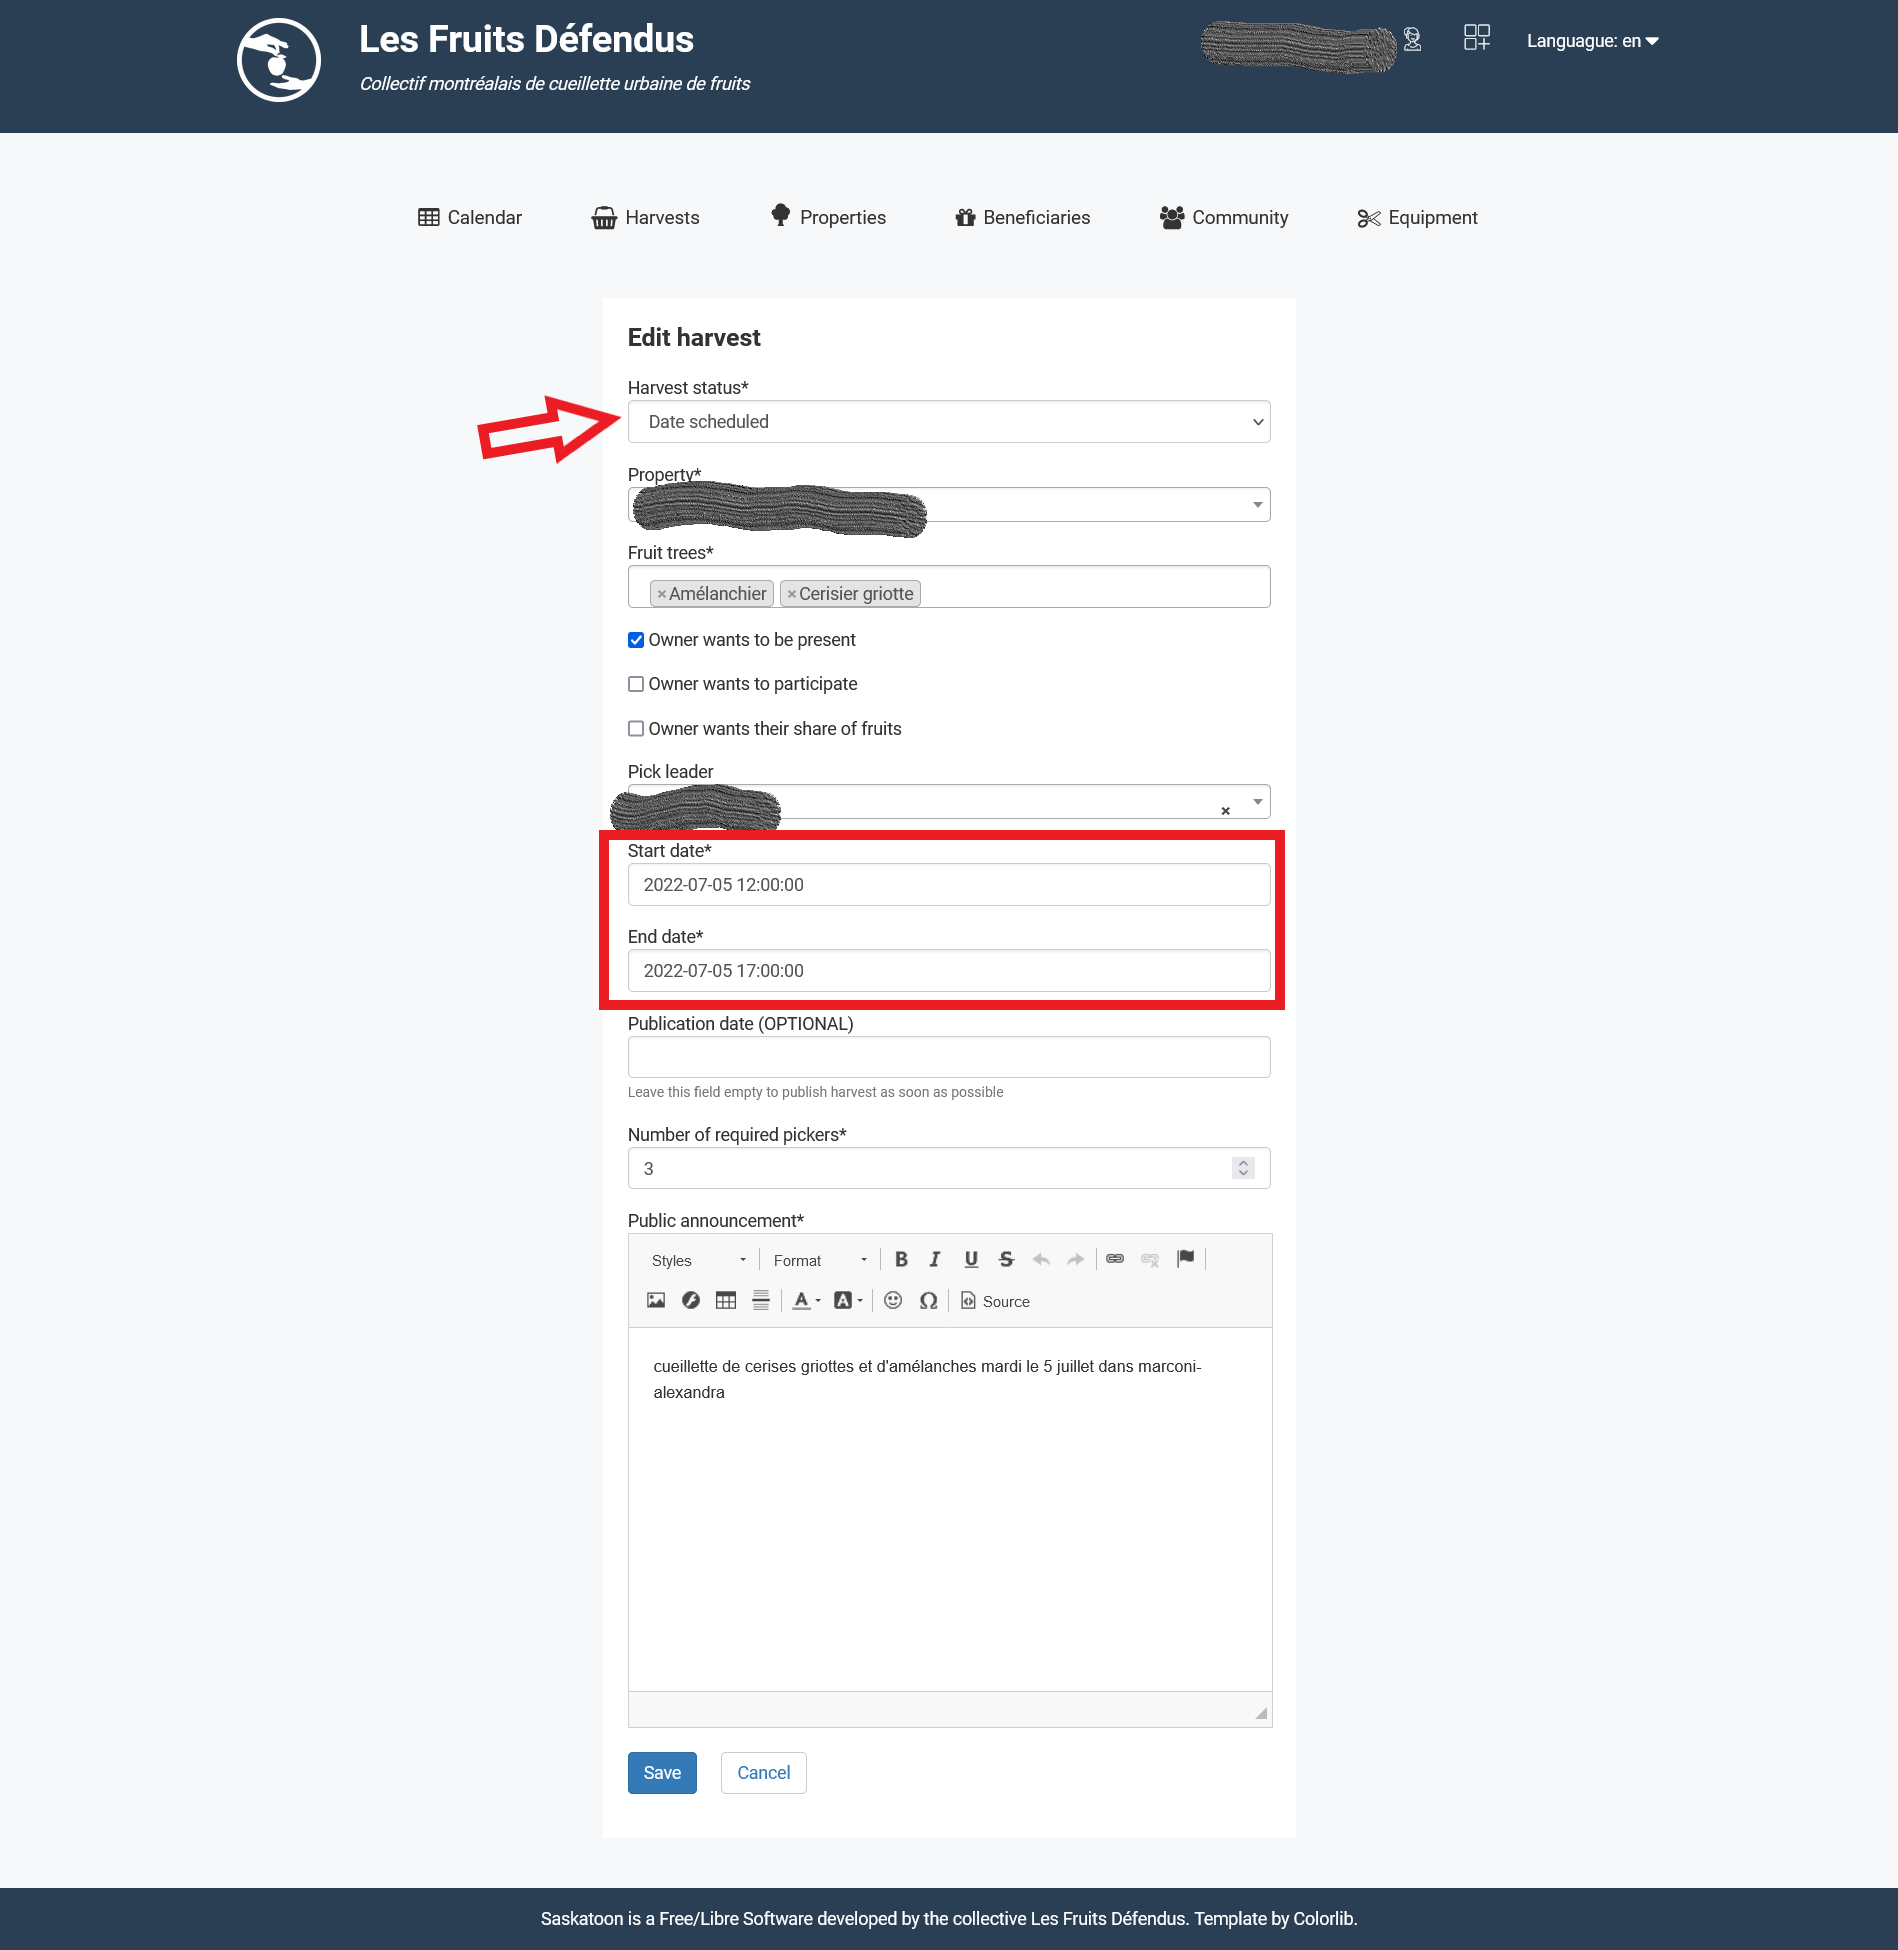 Les Fruits Défendus
Collectif montréalais de cueillette urbaine de fruits
Languague: en
Calendar
Harvests
Properties
Beneficiaries
Community
Equipment
Edit harvest
Harvest status*
Date scheduled
Property*
Fruit trees*
×Amélanchier ×Cerisier griotte
Owner wants to be present
Owner wants to participate
Owner wants their share of fruits
Pick leader
×
Start date*
2022-07-05 12:00:00
End date*
2022-07-05 17:00:00
Publication date (OPTIONAL)
Leave this field empty to publish harvest as soon as possible
Number of required pickers*
3
Public announcement*
Styles Format B I U S
A A Ω Source
cueillette de cerises griottes et d'amélanches mardi le 5 juillet dans marconi-
alexandra
Save
Cancel
Saskatoon is a Free/Libre Software developed by the collective Les Fruits Défendus. Template by Colorlib.